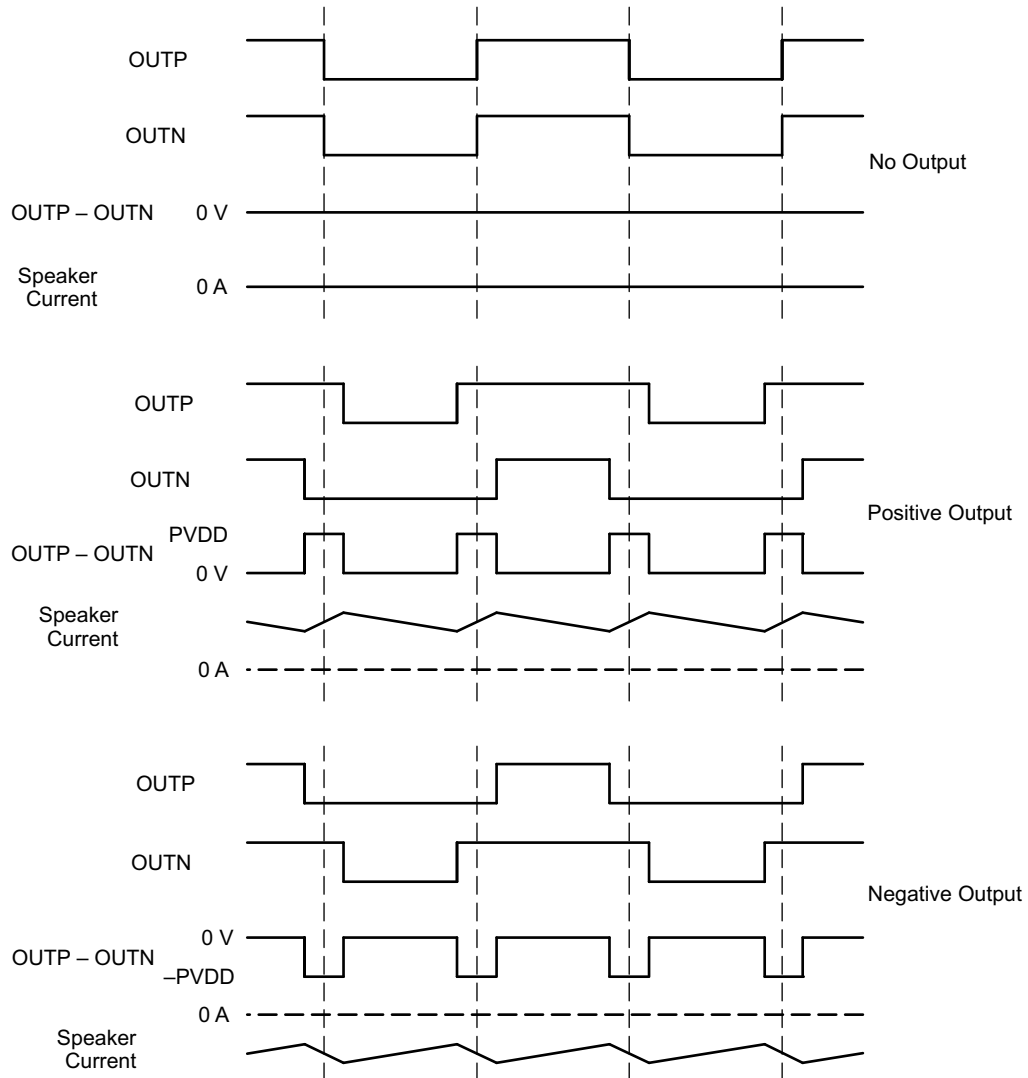 OUTP
OUTN
No Output
OUTP – OUTN 0 V
Speaker
Current
0 A
OUTP
OUTN
Positive Output
PVDD
OUTP – OUTN
0 V
Speaker
Current
0 A
OUTP
OUTN
Negative Output
0 V
OUTP – OUTN
–PVDD
0 A
Speaker
Current